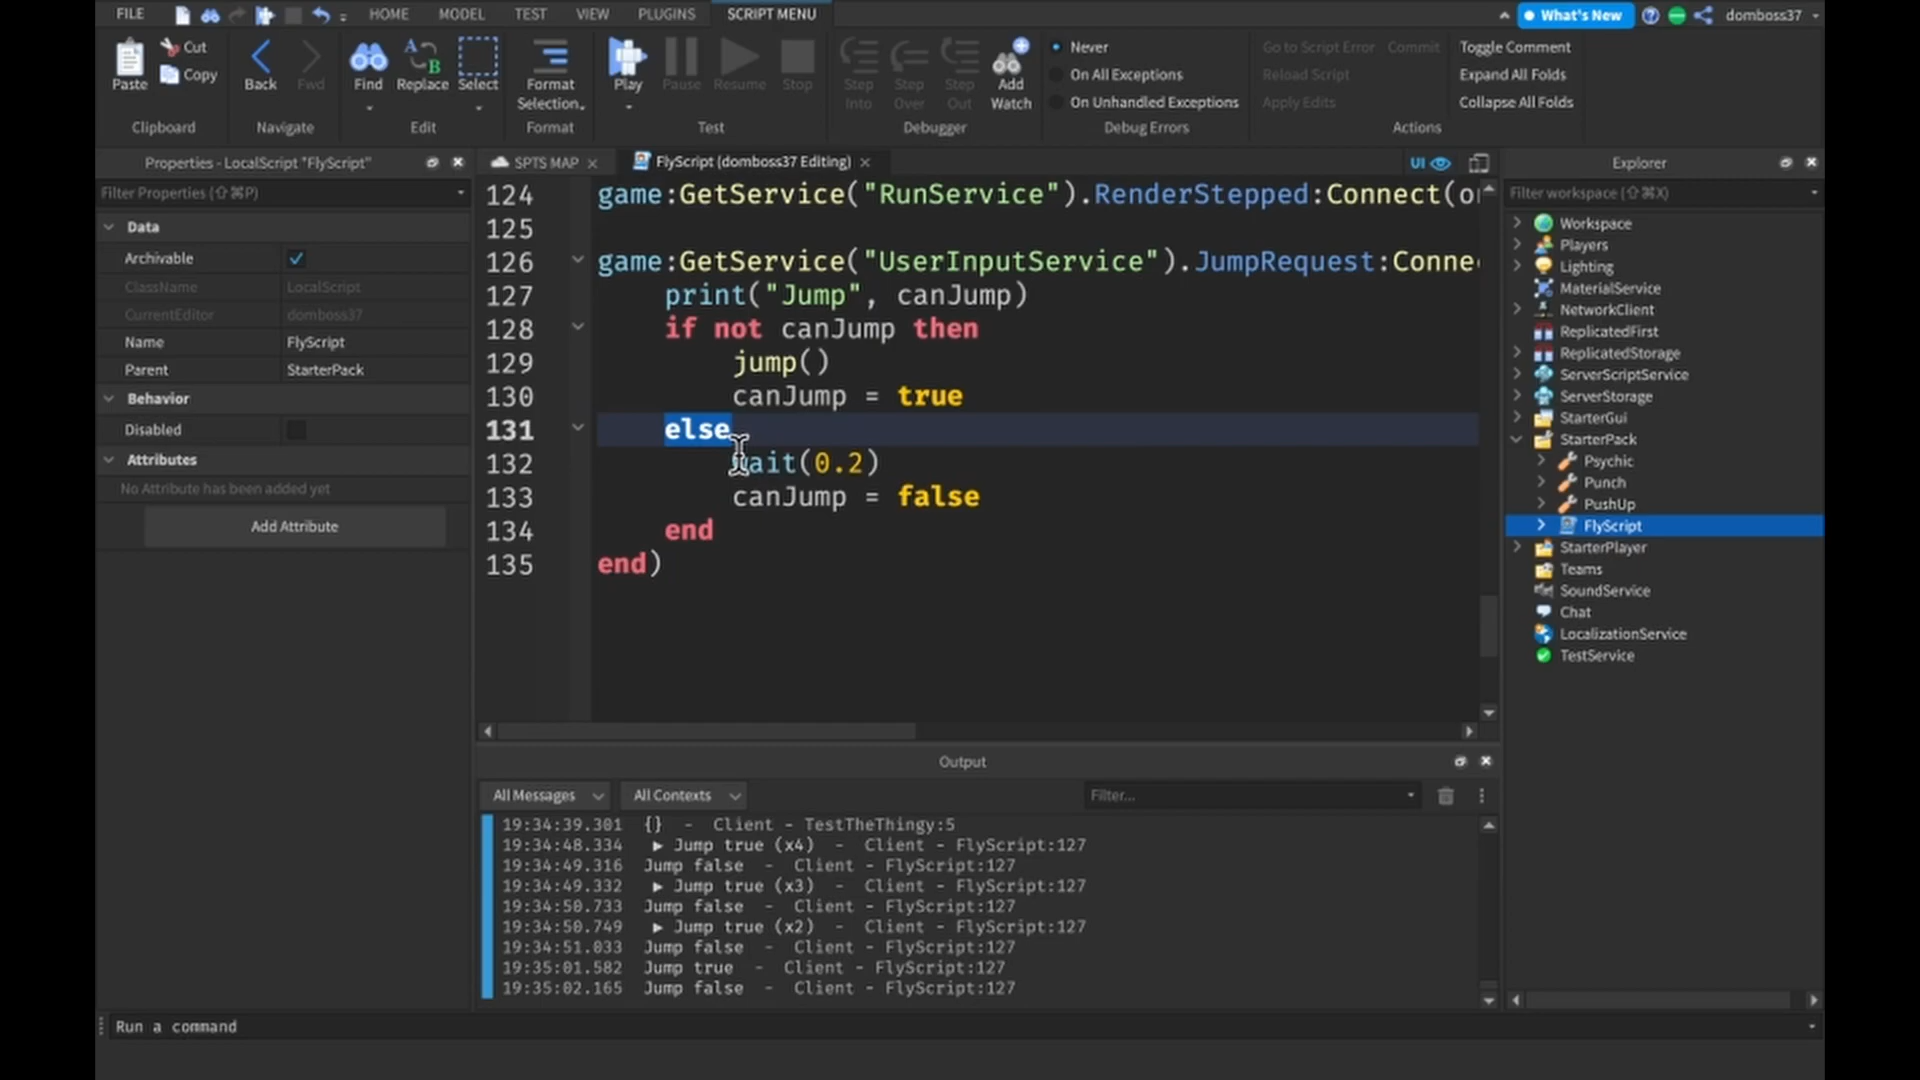 FILE
HOME
MODEL
TEST
VIEW
PLUGINS
SCRIPT MENU
What's New
domboss37
Paste
Cut
Copy
Clipboard
Back
Fwd
Navigate
Find
Replace
Select
Edit
Format
Selection
Format
Play
Pause
Resume
Stop
Test
Step
Into
Step
Over
Step
Out
Add
Watch
Debugger
Never
On All Exceptions
On Unhandled Exceptions
Debug Errors
Go to Script Error
Commit
Reload Script
Apply Edits
Toggle Comment
Expand All Folds
Collapse All Folds
Actions
Properties - LocalScript "FlyScript"
Filter Properties (⇧⌘P)
Data
Archivable
ClassName LocalScript
CurrentEditor domboss37
Name FlyScript
Parent StarterPack
Behavior
Disabled
Attributes
No Attribute has been added yet
Add Attribute
SPTS MAP
FlyScript (domboss37 Editing)
UI
124 game:GetService("RunService").RenderStepped:Connect(
125
126 game:GetService("UserInputService").JumpRequest:Conne
127 print("Jump", canJump)
128 if not canJump then
129 jump()
130 canJump = true
131 else
132 wait(0.2)
133 canJump = false
134 end
135 end)
Output
All Messages
All Contexts
Filter...
19:34:39.301 {} - Client - TestTheThingy:5
19:34:48.334 ▶ Jump true (x4) - Client - FlyScript:127
19:34:49.316 Jump false - Client - FlyScript:127
19:34:49.332 ▶ Jump true (x3) - Client - FlyScript:127
19:34:50.733 Jump false - Client - FlyScript:127
19:34:50.749 ▶ Jump true (x2) - Client - FlyScript:127
19:34:51.033 Jump false - Client - FlyScript:127
19:35:01.582 Jump true - Client - FlyScript:127
19:35:02.165 Jump false - Client - FlyScript:127
Run a command
Explorer
Filter workspace (⇧⌘X)
Workspace
Players
Lighting
MaterialService
NetworkClient
ReplicatedFirst
ReplicatedStorage
ServerScriptService
ServerStorage
StarterGui
StarterPack
Psychic
Punch
PushUp
FlyScript
StarterPlayer
Teams
SoundService
Chat
LocalizationService
TestService